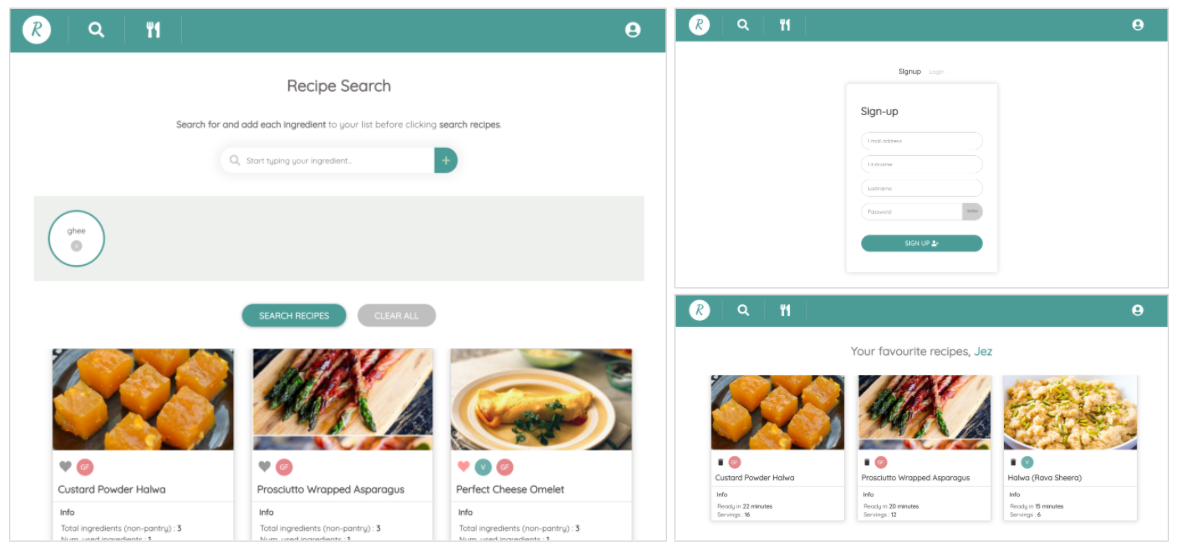 R
Recipe Search
Search for and add each ingredient to your list before clicking search recipes.
Start typing your ingredient..
+
ghee
x
SEARCH RECIPES
CLEAR ALL
GF
GF
V GF
Custard Powder Halwa
Prosciutto Wrapped Asparagus
Perfect Cheese Omelet
Info
Info
Info
Total ingredients (non-pantry) : 3
Total ingredients (non-pantry) : 3
Total ingredients (non-pantry) : 3
Num. used ingredients : 1
Num. used ingredients : 1
Num. used ingredients : 1
R
Signup Login
Sign-up
Email address
Firstname
Lastname
Password
SIGN UP
R
Your favourite recipes, Jez
GF
GF
V
Custard Powder Halwa
Prosciutto Wrapped Asparagus
Halwa (Rava Sheera)
Info
Info
Info
Ready in 22 minutes
Ready in 20 minutes
Ready in 15 minutes
Servings : 16
Servings : 12
Servings : 6